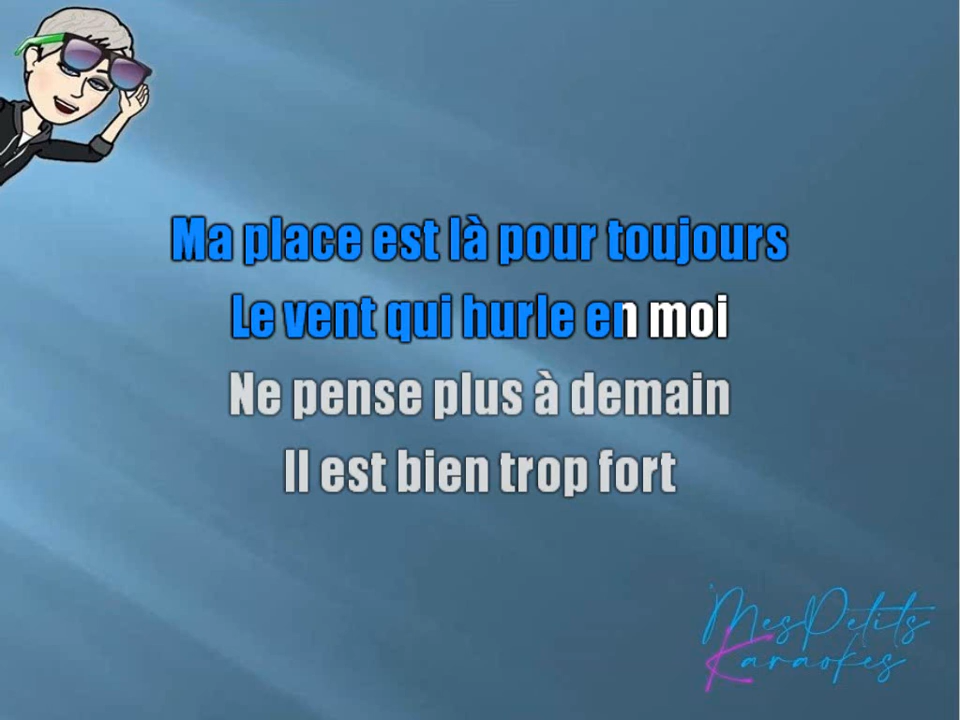 Ma place est là pour toujours
Le vent qui hurle en moi
Ne pense plus à demain
Il est bien trop fort
MesPetits
Karaokes